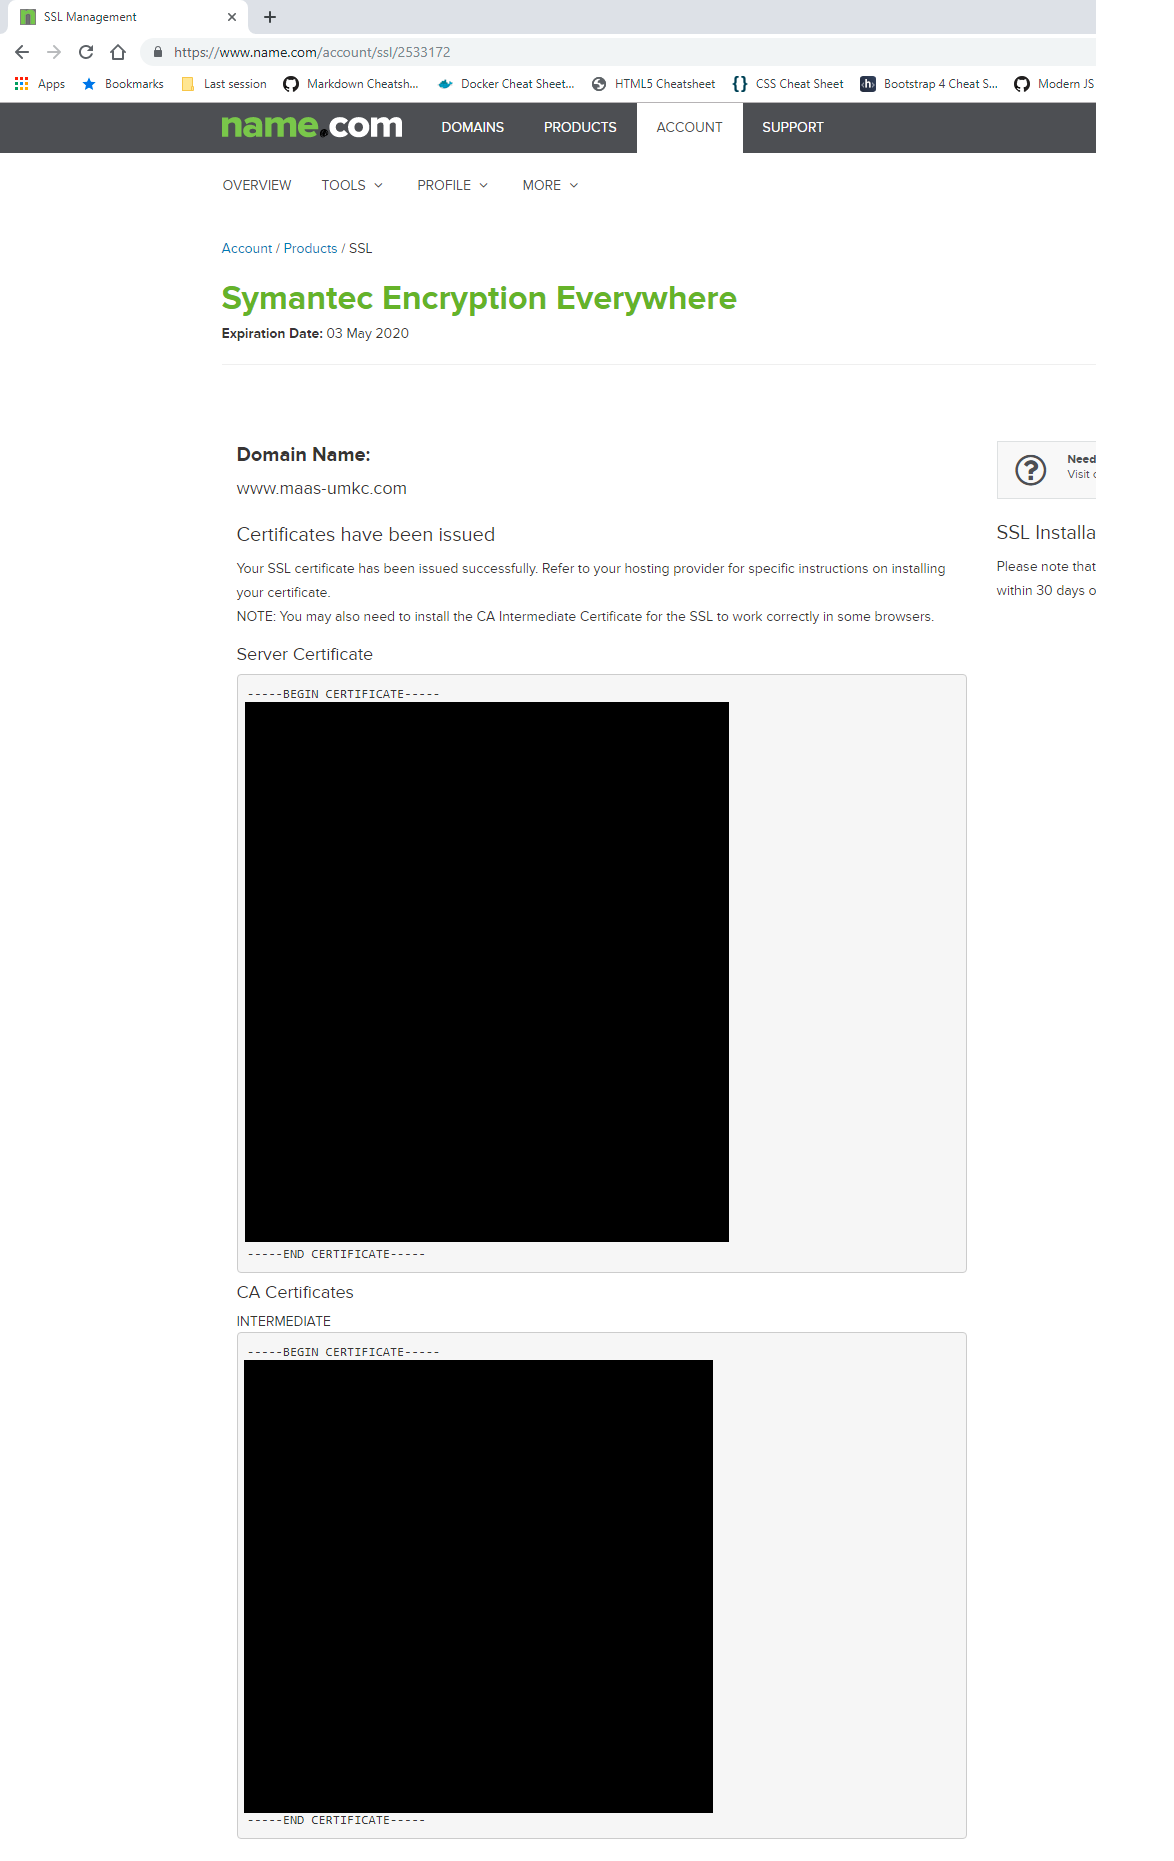 SSL Management
https://www.name.com/account/ssl/2533172
Apps Bookmarks Last session Markdown Cheatsh... Docker Cheat Sheet... HTML5 Cheatsheet CSS Cheat Sheet Bootstrap 4 Cheat S... Modern JS
name.com DOMAINS PRODUCTS ACCOUNT SUPPORT
OVERVIEW TOOLS PROFILE MORE
Account / Products / SSL
Symantec Encryption Everywhere
Expiration Date: 03 May 2020
Domain Name:
www.maas-umkc.com
Need
Visit
Certificates have been issued
Your SSL certificate has been issued successfully. Refer to your hosting provider for specific instructions on installing
your certificate.
NOTE: You may also need to install the CA Intermediate Certificate for the SSL to work correctly in some browsers.
SSL Installa
Please note that
within 30 days o
Server Certificate
-----BEGIN CERTIFICATE-----
-----END CERTIFICATE-----
CA Certificates
INTERMEDIATE
-----BEGIN CERTIFICATE-----
-----END CERTIFICATE-----